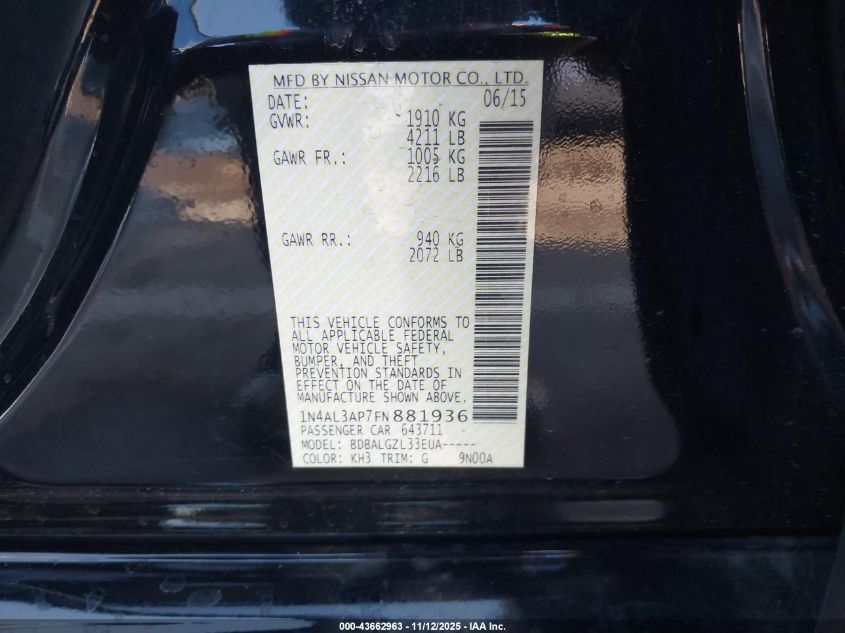 MFD BY NISSAN MOTOR CO., LTD.
DATE: 06/15
GVWR: 1910 KG
4211 LB
GAWR FR.: 1005 KG
2216 LB
GAWR RR.: 940 KG
2072 LB
THIS VEHICLE CONFORMS TO
ALL APPLICABLE FEDERAL
MOTOR VEHICLE SAFETY,
BUMPER, AND THEFT
PREVENTION STANDARDS IN
EFFECT ON THE DATE OF
MANUFACTURE SHOWN ABOVE.
1N4AL3AP7FN881936
PASSENGER CAR 643711
MODEL: BDBALGZL33EUA-----
COLOR: KH3 TRIM: G 9N00A
000-43662963 - 11/12/2025 - IAA Inc.